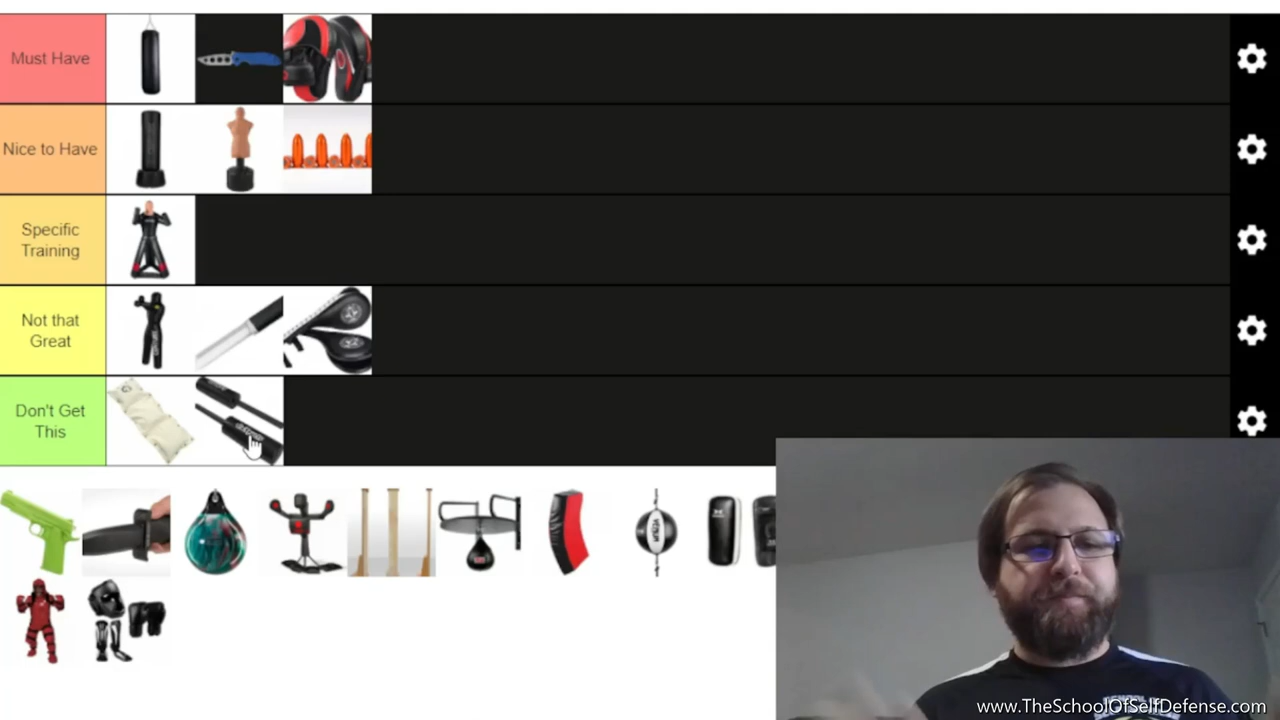 Must Have
Nice to Have
Specific
Training
Not that
Great
Don't Get
This
www.TheSchoolOfSelfDefense.com